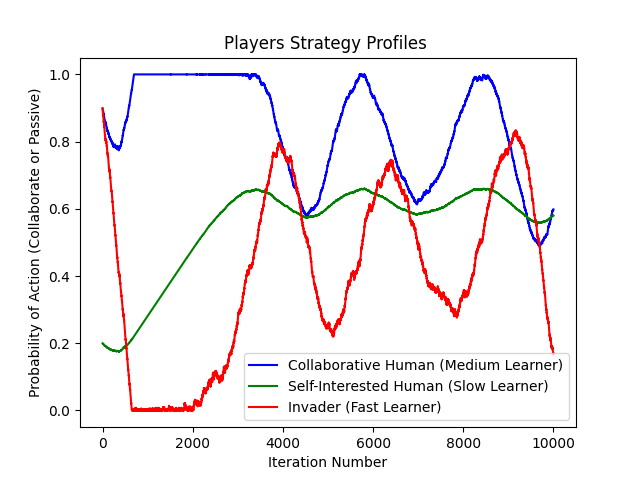 Players Strategy Profiles
Probability of Action (Collaborate or Passive)
1.0
0.8
0.6
0.4
0.2
0.0
Collaborative Human (Medium Learner)
Self-Interested Human (Slow Learner)
Invader (Fast Learner)
0 2000 4000 6000 8000 10000
Iteration Number